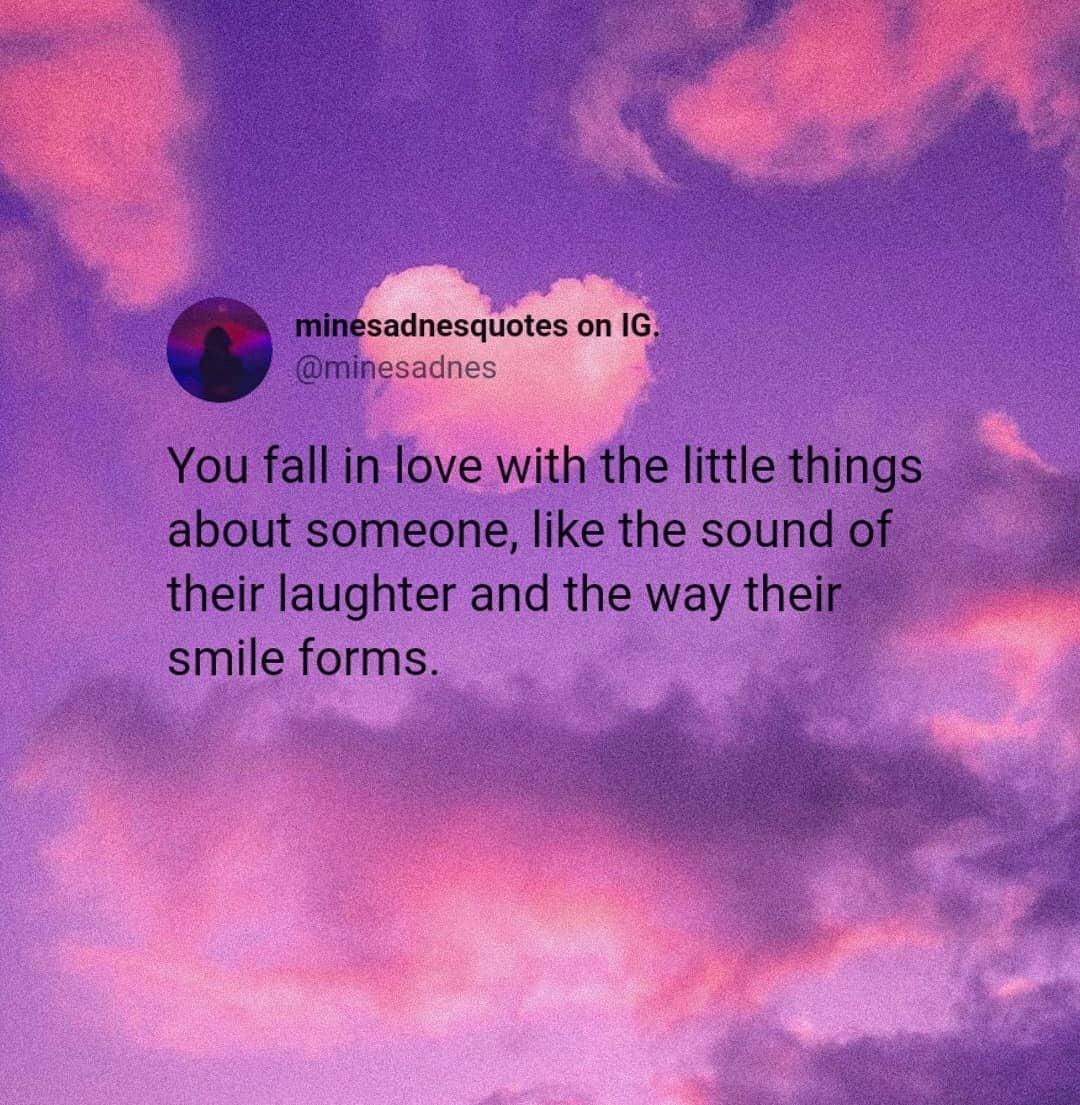 minesadnesquotes on IG.
@minesadnes
You fall in love with the little things
about someone, like the sound of
their laughter and the way their
smile forms.